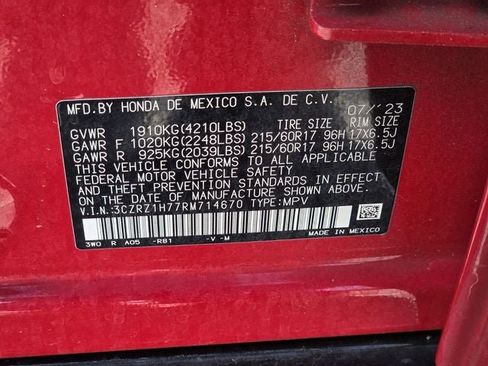 MFD.BY HONDA DE MEXICO S.A. DE C.V. 07/'23
GVWR 1910KG(4210LBS) TIRE SIZE RIM SIZE
GAWR F 1020KG(2248LBS) 215/60R17 96H 17X6.5J
GAWR R 925KG(2039LBS) 215/60R17 96H 17X6.5J
THIS VEHICLE CONFORMS TO ALL APPLICABLE
FEDERAL MOTOR VEHICLE SAFETY STANDARDS IN EFFECT
ON THE DATE OF MANUFACTURE SHOWN ABOVE.
V.I.N.:3CZRZ1H77RM714670 TYPE:MPV
3W0 R A05 -RB1 -V-M
MADE IN MEXICO